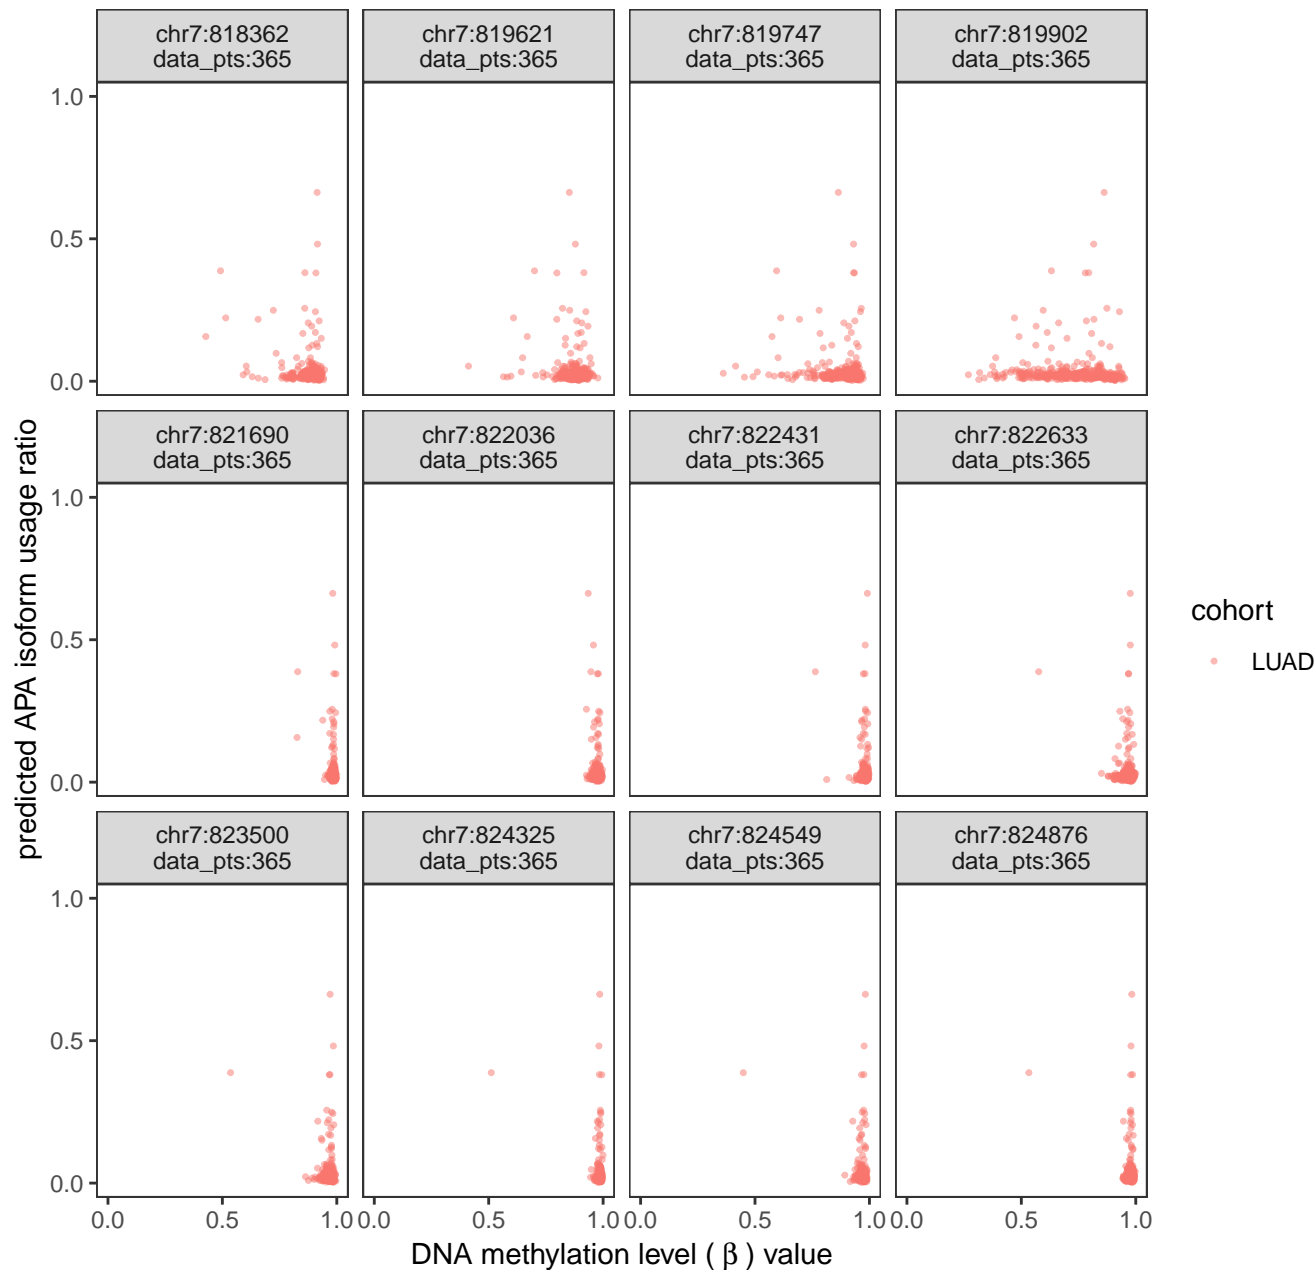 chr7:818362
data_pts:365
chr7:819621
data_pts:365
chr7:819747
data_pts:365
chr7:819902
data_pts:365
1.0
0.5
0.0
chr7:821690
data_pts:365
chr7:822036
data_pts:365
chr7:822431
data_pts:365
chr7:822633
data_pts:365
1.0
0.5
0.0
chr7:823500
data_pts:365
chr7:824325
data_pts:365
chr7:824549
data_pts:365
chr7:824876
data_pts:365
1.0
0.5
0.0
0.0 0.5 1.0 0.0 0.5 1.0 0.0 0.5 1.0 0.0 0.5 1.0
DNA methylation level ( β ) value
predicted APA isoform usage ratio
cohort
LUAD